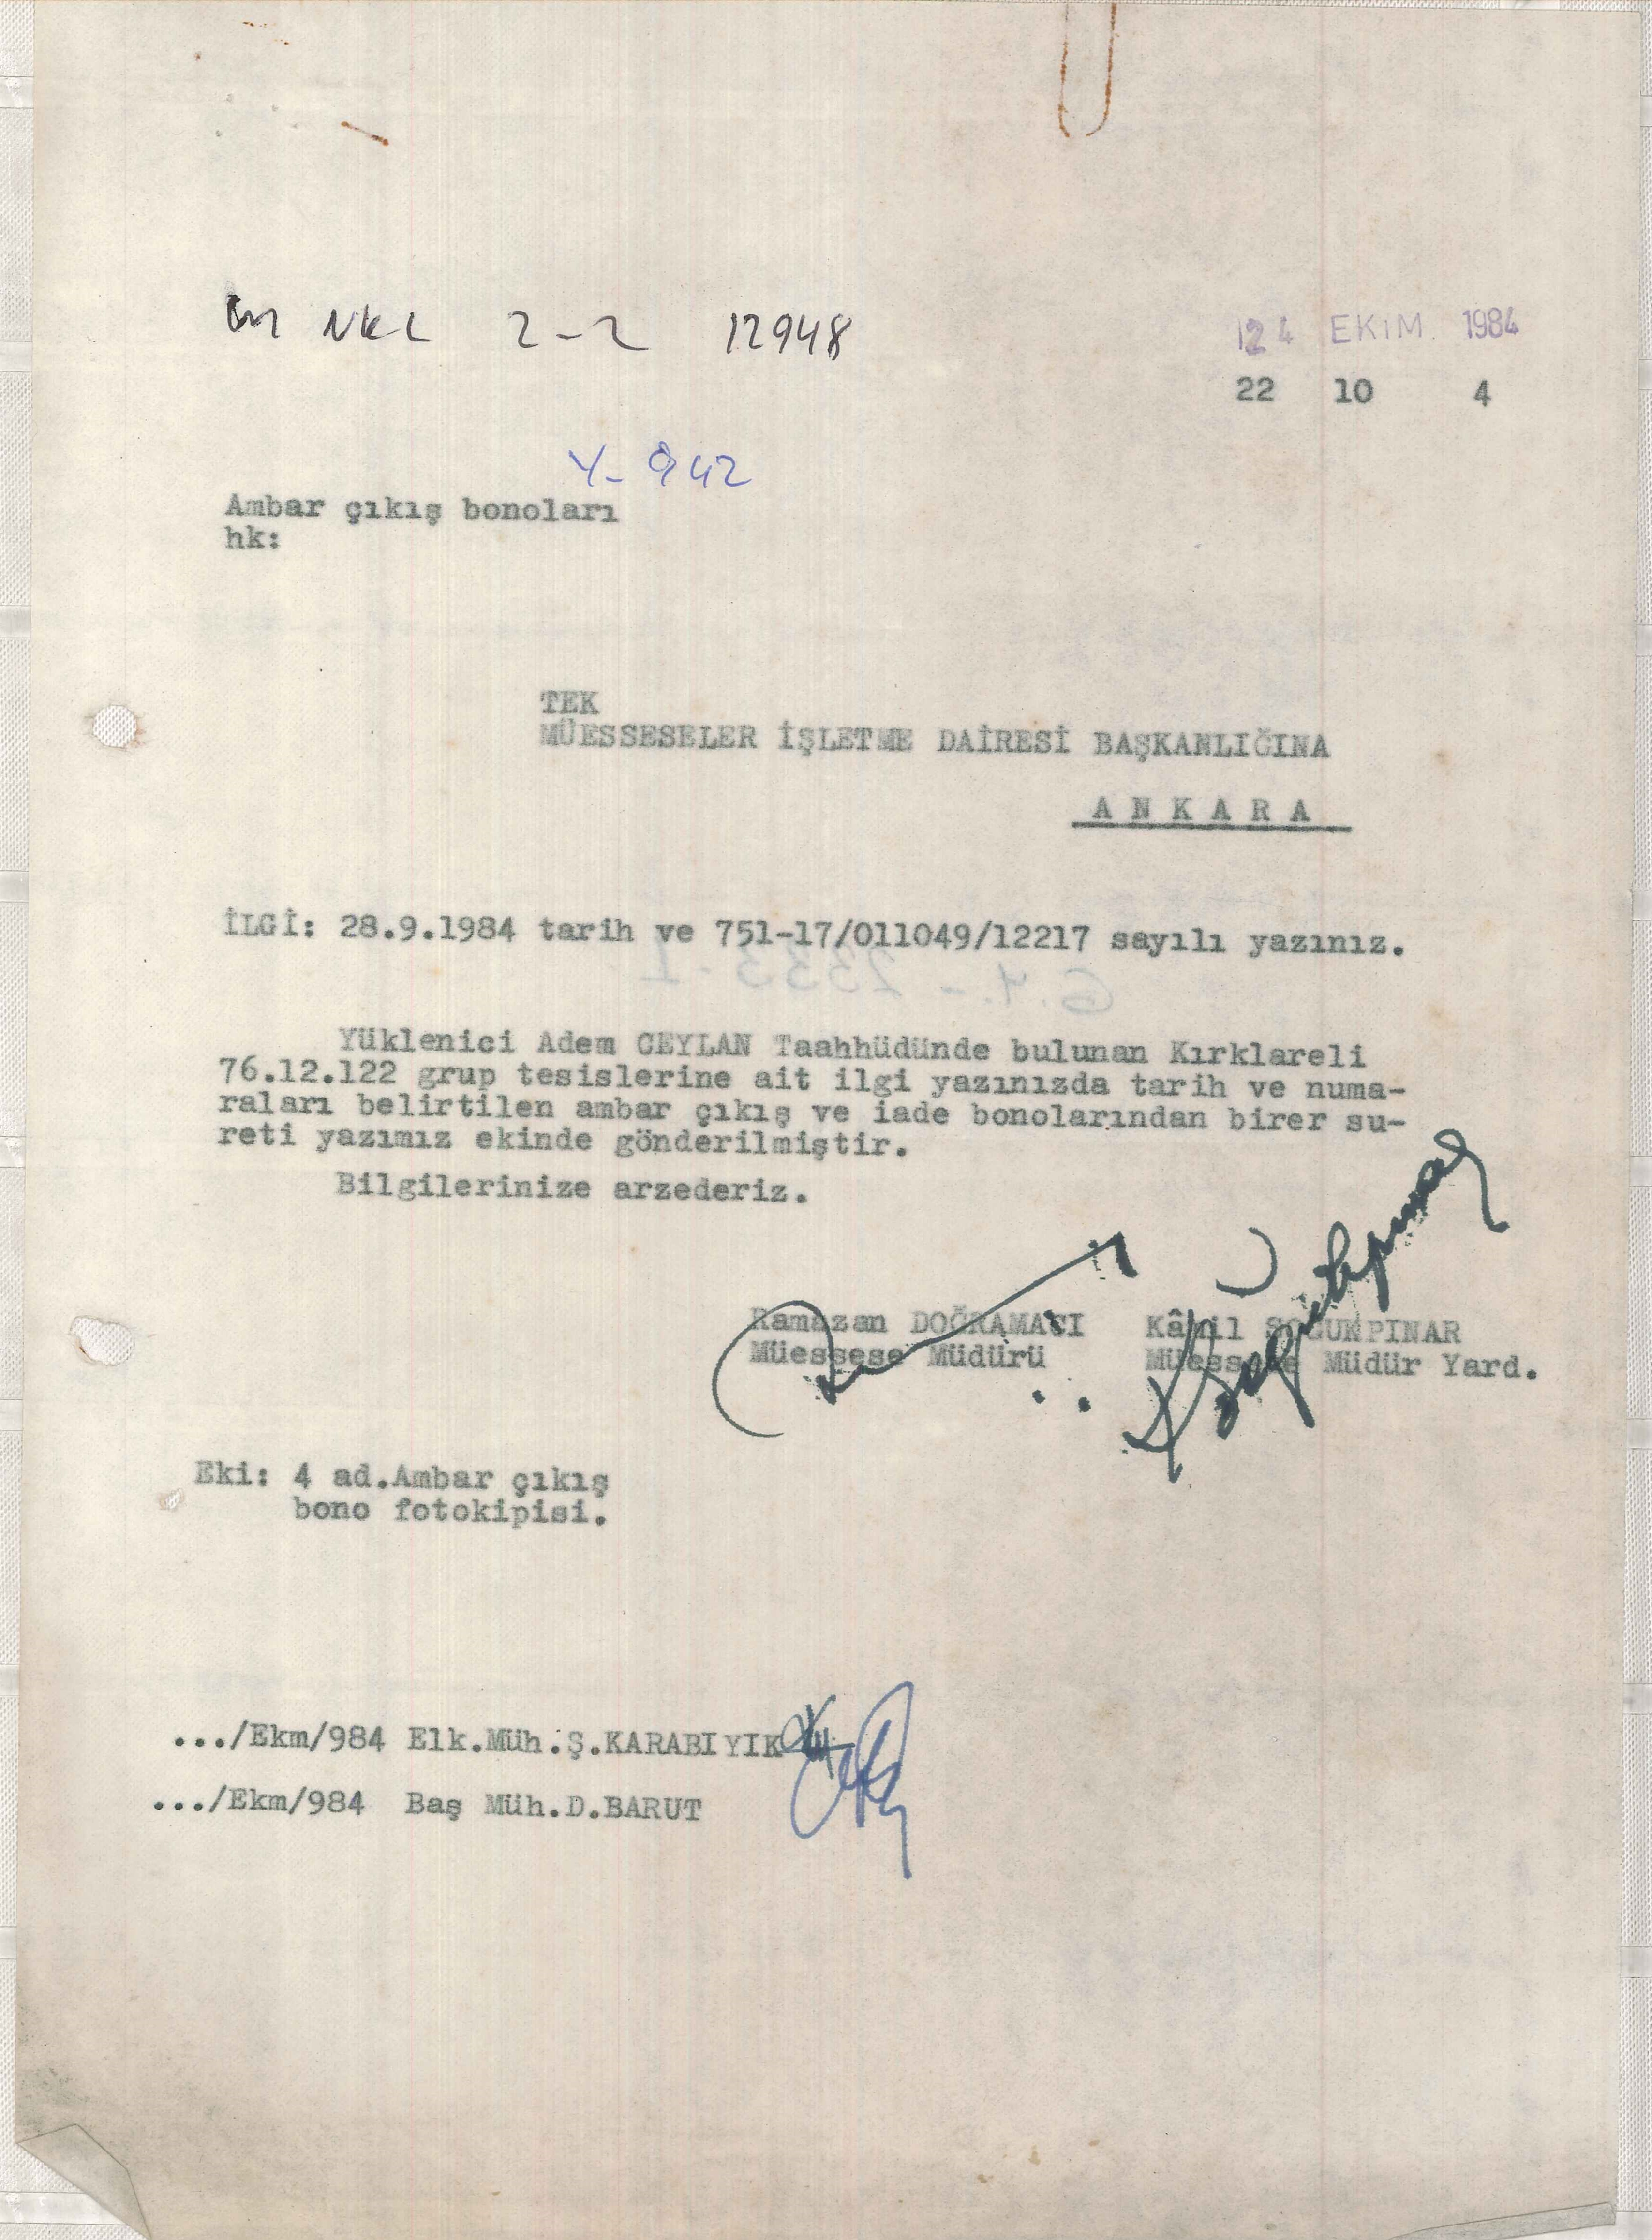 NKL 2-2 12948
24 EKİM 1984
22 10 4
Y-942
Ambar çıkış bonoları
hk:
TEK
MÜESSESELER İŞLETME DAİRESİ BAŞKANLIĞINA
A N K A R A
İLGİ: 28.9.1984 tarih ve 751-17/011049/12217 sayılı yazınız.
Yüklenici Adem CEYLAN Taahhüdünde bulunan Kırklareli
76.12.122 grup tesislerine ait ilgi yazınızda tarih ve numa-
raları belirtilen ambar çıkış ve iade bonolarından birer su-
reti yazımız ekinde gönderilmiştir.
Bilgilerinize arzederiz.
Ramazan DOĞRAMACI Kâmil SOĞUKPINAR
Müessese Müdürü Müessese Müdür Yard.
Eki: 4 ad.Ambar çıkış
bono fotokipisi.
.../Ekm/984 Elk.Müh.Ş.KARABIYIK
.../Ekm/984 Baş Müh.D.BARUT